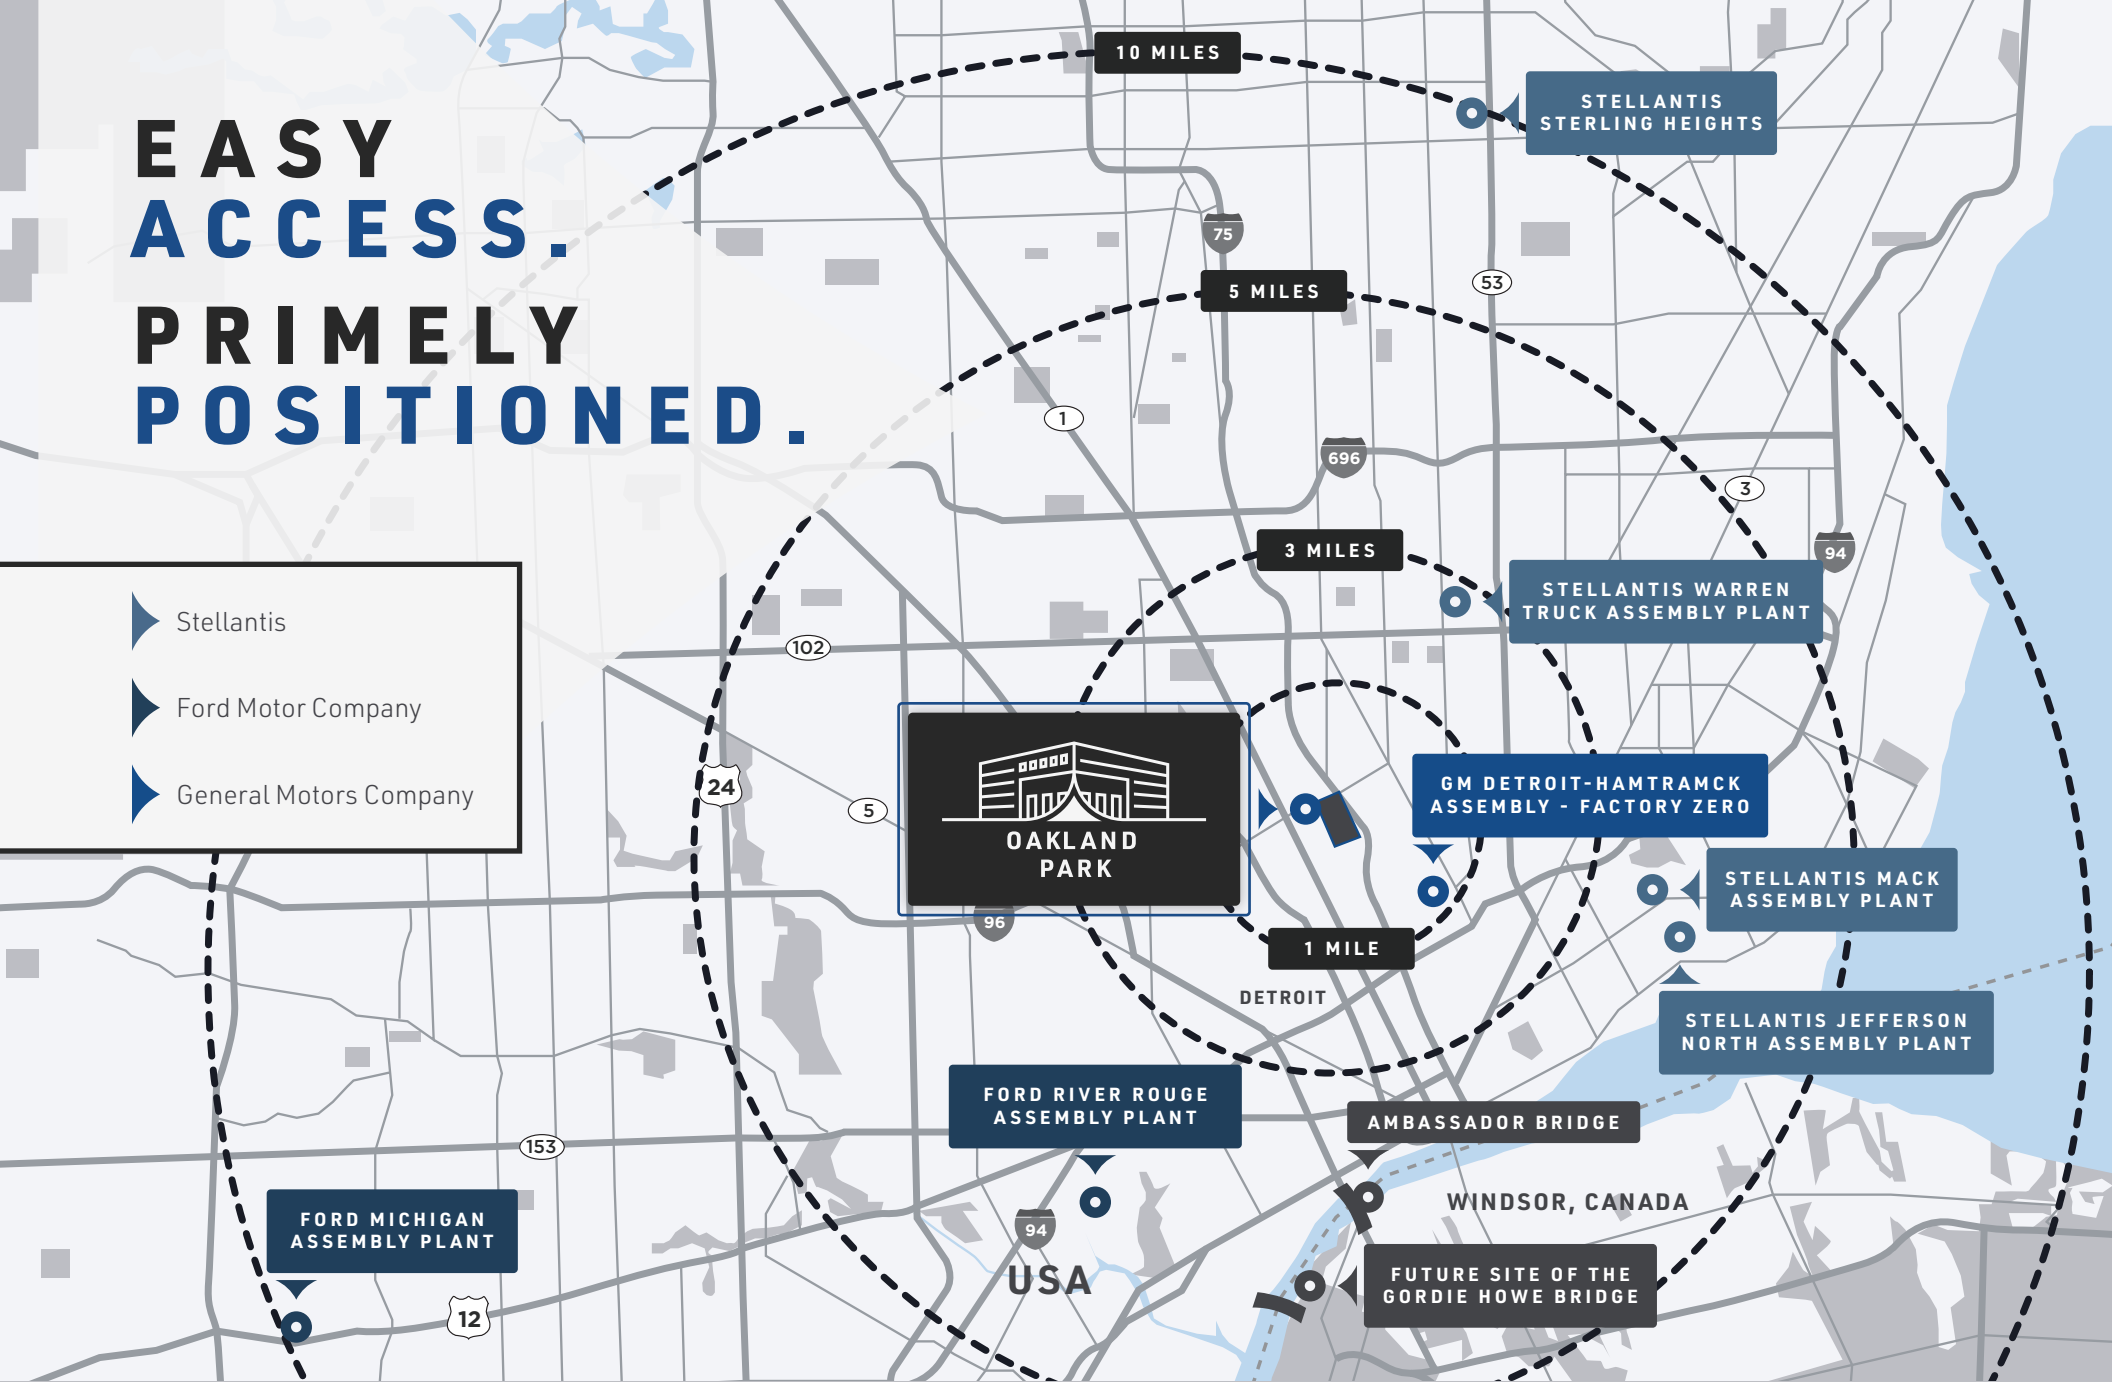 EASY
ACCESS.
PRIMELY
POSITIONED.
Stellantis
Ford Motor Company
General Motors Company
10 MILES
STELLANTIS
STERLING HEIGHTS
75
53
5 MILES
1
696
3
94
3 MILES
STELLANTIS WARREN
TRUCK ASSEMBLY PLANT
102
24
5
OAKLAND
PARK
96
GM DETROIT-HAMTRAMCK
ASSEMBLY - FACTORY ZERO
STELLANTIS MACK
ASSEMBLY PLANT
1 MILE
DETROIT
STELLANTIS JEFFERSON
NORTH ASSEMBLY PLANT
FORD RIVER ROUGE
ASSEMBLY PLANT
AMBASSADOR BRIDGE
153
WINDSOR, CANADA
FORD MICHIGAN
ASSEMBLY PLANT
94
USA
FUTURE SITE OF THE
GORDIE HOWE BRIDGE
12